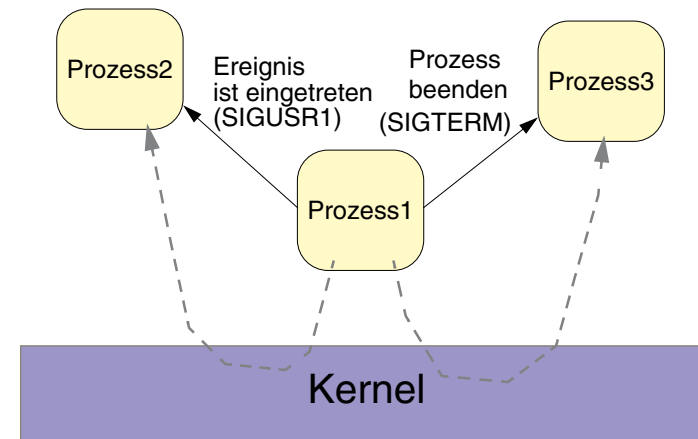 Prozess2
Ereignis
ist eingetreten
(SIGUSR1)
Prozess
beenden
(SIGTERM)
Prozess3
Prozess1
Kernel